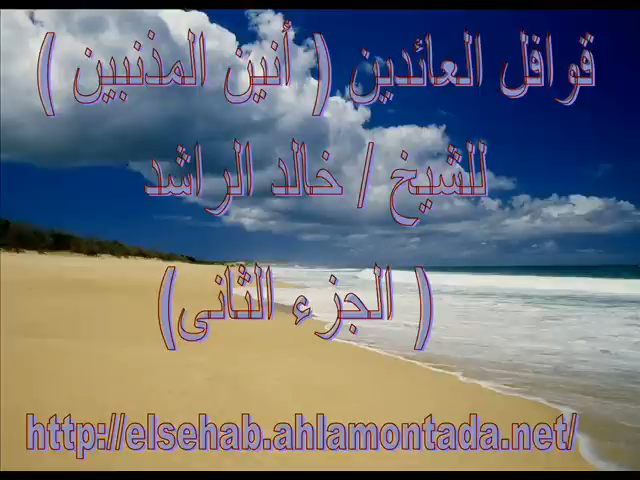 قوافل العائدين ( أنين المذنبين )
للشيخ / خالد الراشد
( الجزء الثانى)
http://elsehab.ahlamontada.net/